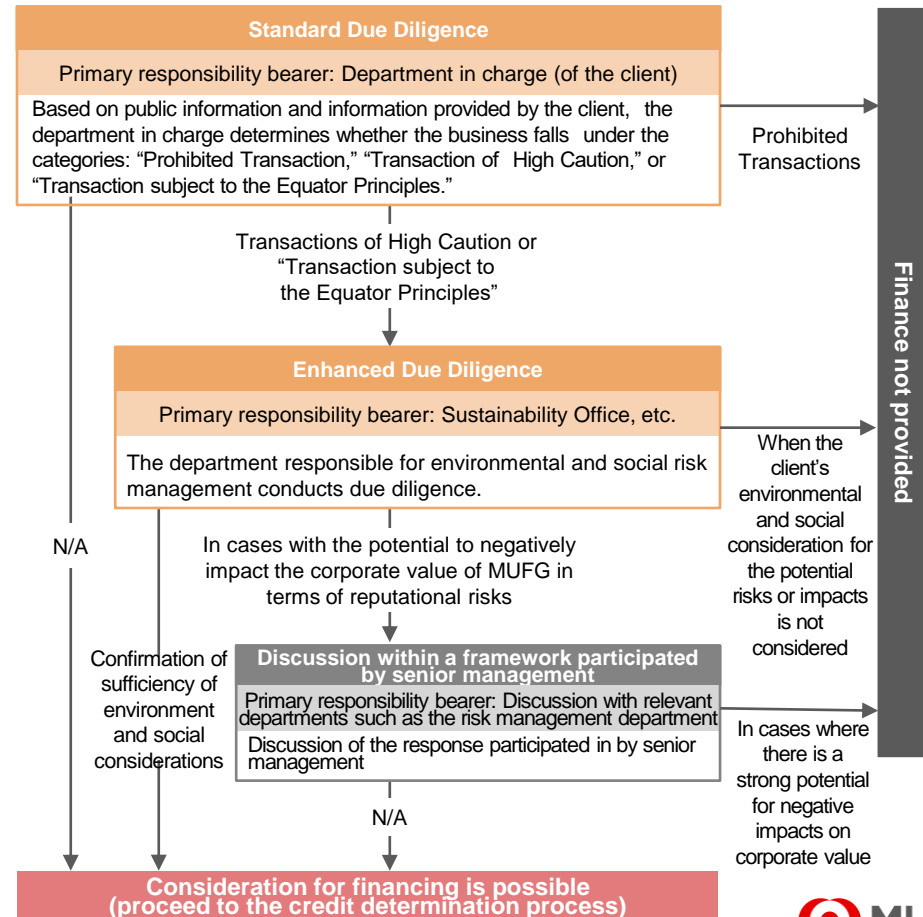 Standard Due Diligence
Primary responsibility bearer: Department in charge (of the client)
Based on public information and information provided by the client, the
department in charge determines whether the business falls under the
categories: “Prohibited Transaction,” “Transaction of High Caution,” or
“Transaction subject to the Equator Principles.”
Prohibited
Transactions
Transactions of High Caution or
“Transaction subject to
the Equator Principles”
Finance not provided
Enhanced Due Diligence
Primary responsibility bearer: Sustainability Office, etc.
The department responsible for environmental and social risk
management conducts due diligence.
When the
client’s
environmental
and social
consideration for
the potential
risks or impacts
is not
considered
N/A
In cases with the potential to negatively
impact the corporate value of MUFG in
terms of reputational risks
Confirmation of
sufficiency of
environment
and social
considerations
Discussion within a framework participated
by senior management
Primary responsibility bearer: Discussion with relevant
departments such as the risk management department
Discussion of the response participated in by senior
management
In cases where
there is a
strong potential
for negative
impacts on
corporate value
N/A
Consideration for financing is possible
(proceed to the credit determination process)